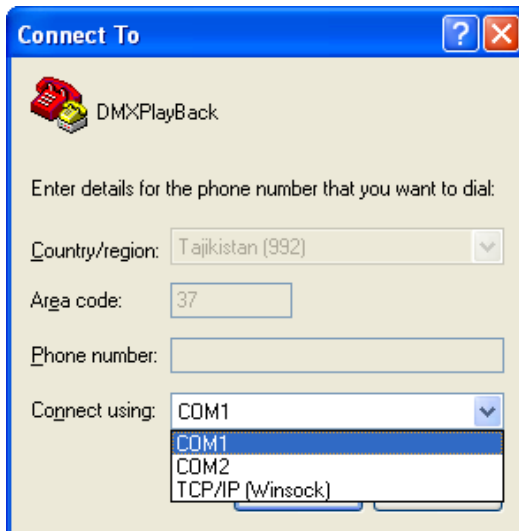 Connect To
DMXPlayBack
Enter details for the phone number that you want to dial:
Country/region: Tajikistan (992)
Area code: 37
Phone number:
Connect using: COM1
COM1
COM2
TCP/IP (Winsock)